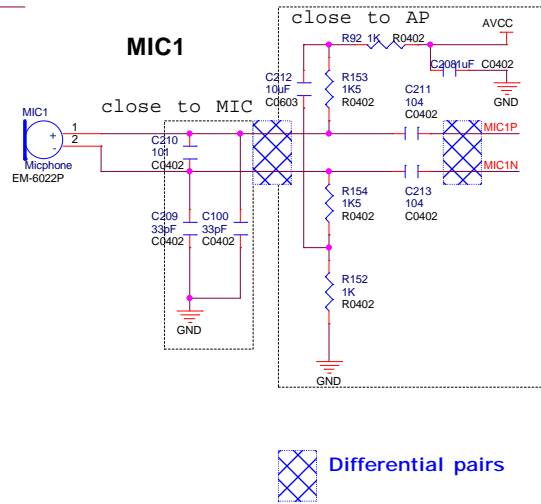 close to AP
MIC1
R92 1K R0402
AVCC
C2081uF C0402
GND
C212
10uF
C0603
R153
1K5
R0402
C211
104
C0402
MIC1
close to MIC
1
2
+
-
Micphone
EM-6022P
C210
101
C0402
MIC1P
MIC1N
R154
1K5
R0402
C213
104
C0402
C209
33pF
C0402
C100
33pF
C0402
R152
1K
R0402
GND
GND
Differential pairs